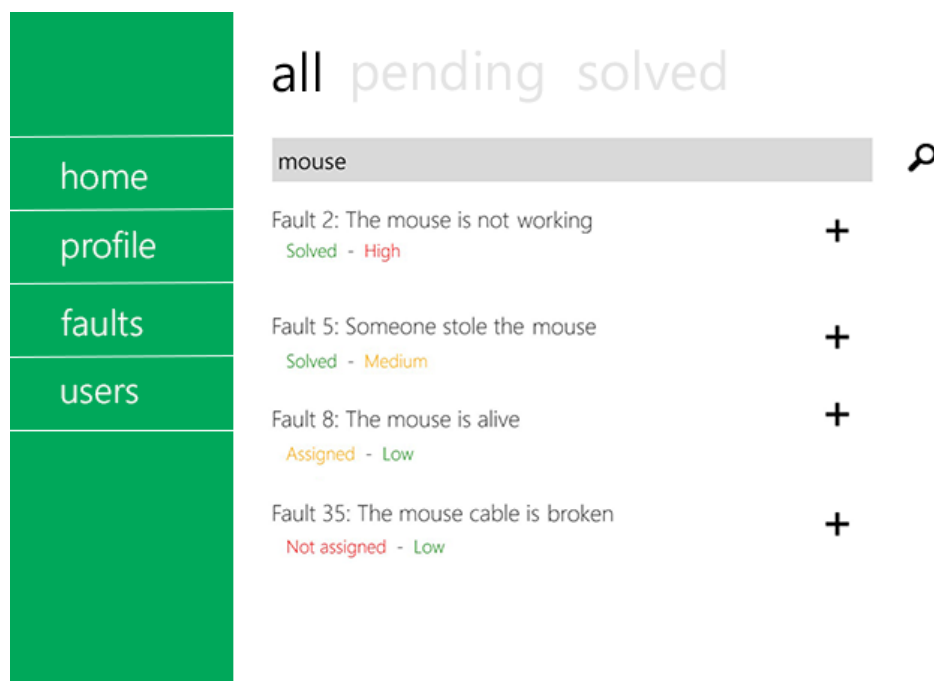 all pending solved
home
profile
faults
users
mouse
Fault 2: The mouse is not working
Solved - High
Fault 5: Someone stole the mouse
Solved - Medium
Fault 8: The mouse is alive
Assigned - Low
Fault 35: The mouse cable is broken
Not assigned - Low